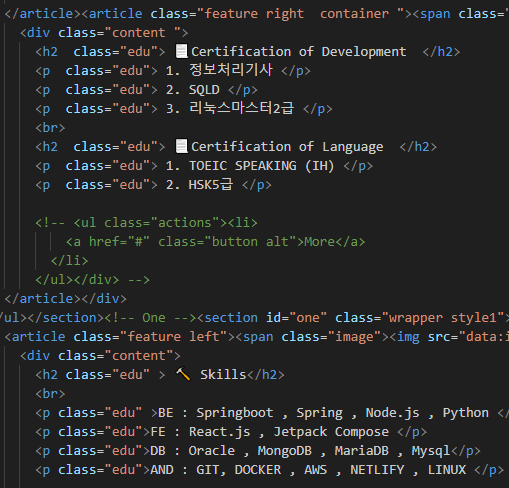 </article><article class="feature right  container "><span class="
<div class="content ">
<h2  class="edu"> 📃Certification of Development  </h2>
<p  class="edu"> 1. 정보처리기사 </p>
<p  class="edu"> 2. SQLD </p>
<p  class="edu"> 3. 리눅스마스터2급 </p>
<br>
<h2  class="edu"> 📃Certification of Language  </h2>
<p  class="edu"> 1. TOEIC SPEAKING (IH) </p>
<p  class="edu"> 2. HSK5급 </p>
<!-- <ul class="actions"><li>
<a href="#" class="button alt">More</a>
</li>
</ul></div> -->
</article></div>
/ul></section><!-- One --><section id="one" class="wrapper style1"
<article class="feature left"><span class="image"><img src="data:i
<div class="content">
<h2 class="edu" > 🔨 Skills</h2>
<br>
<p class="edu" >BE : Springboot , Spring , Node.js , Python </
<p class="edu" >FE : React.js , Jetpack Compose </p>
<p class="edu" >DB : Oracle , MongoDB , MariaDB , Mysql</p>
<p class="edu" >AND : GIT, DOCKER , AWS , NETLIFY , LINUX </p>